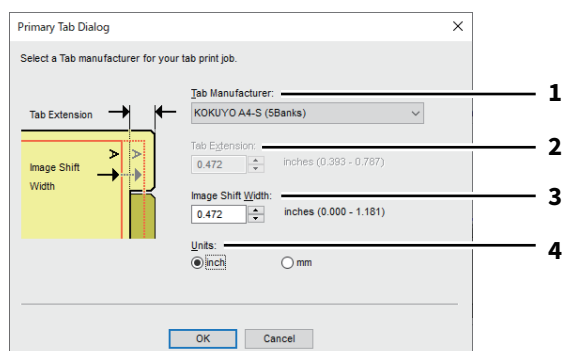 Primary Tab Dialog
Select a Tab manufacturer for your tab print job.
Tab Manufacturer:
1
KOKUYO A4-S (5Banks)
Tab Extension
Tab Extension:
2
0.472
inches (0.393 - 0.787)
A
A
Image Shift
Width
Image Shift Width:
3
0.472
inches (0.000 - 1.181)
Units:
4
inch
mm
OK
Cancel